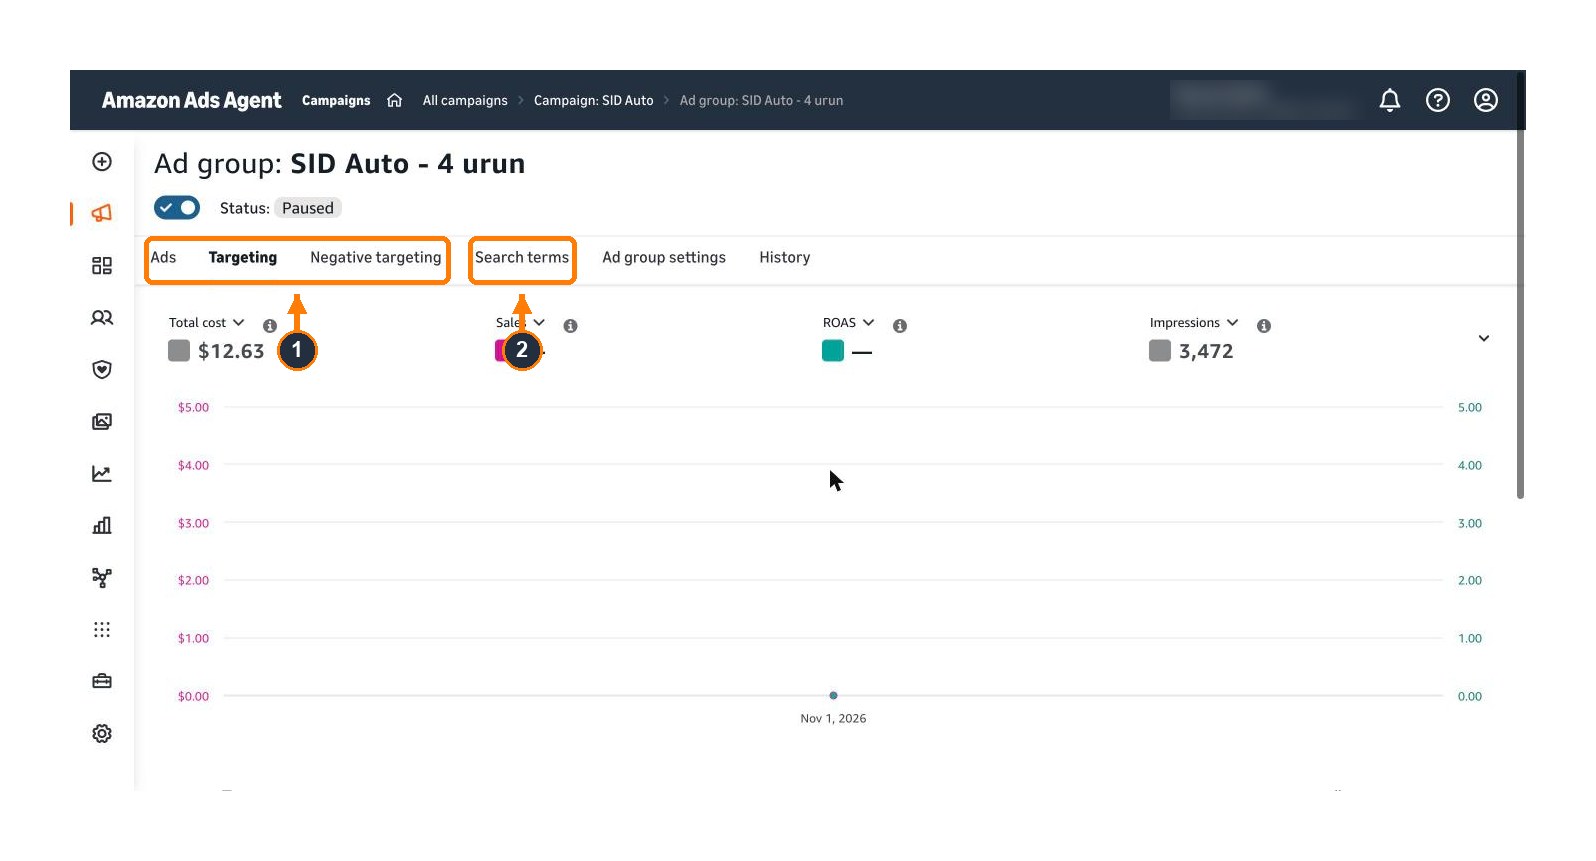 Amazon Ads Agent Campaigns All campaigns > Campaign: SID Auto > Ad group: SID Auto - 4 urun
Ad group: SID Auto - 4 urun
Status: Paused
Ads Targeting Negative targeting Search terms Ad group settings History
Total cost Sales ROAS Impressions
$12.63 1 2 — 3,472
$5.00 5.00
$4.00 4.00
$3.00 3.00
$2.00 2.00
$1.00 1.00
$0.00 0.00
Nov 1, 2026